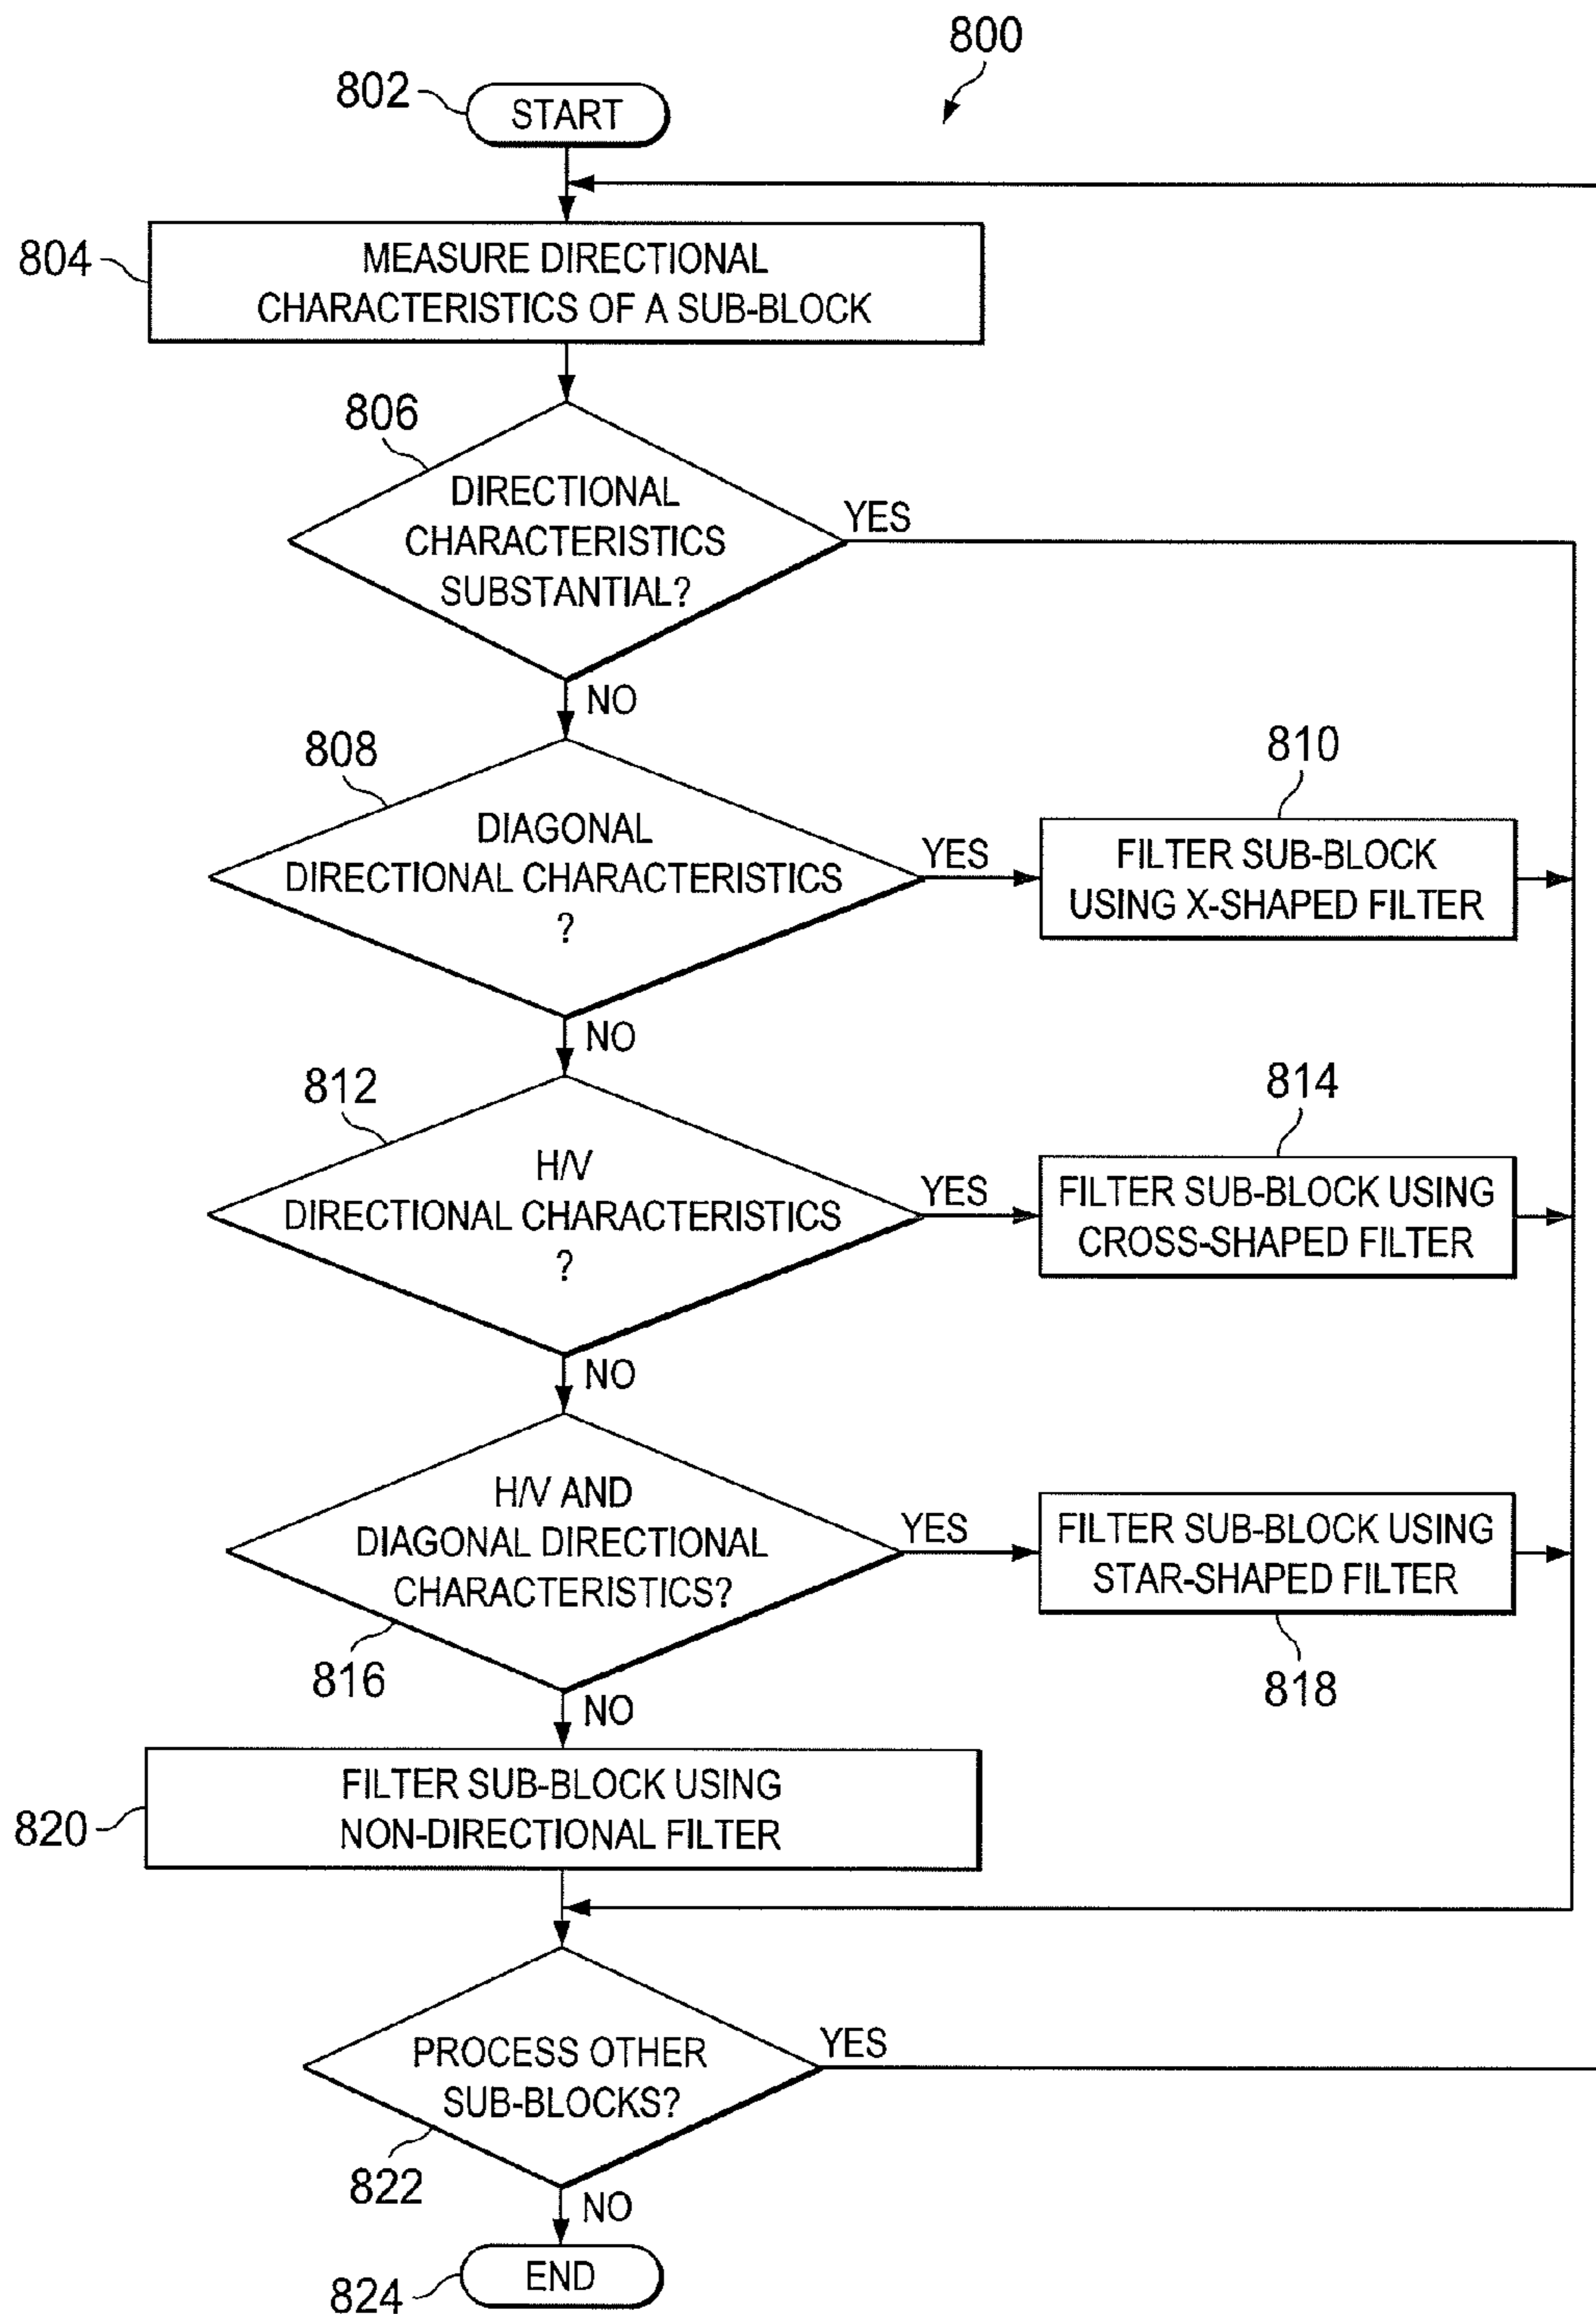 800
802
START
804
MEASURE DIRECTIONAL
CHARACTERISTICS OF A SUB-BLOCK
806
DIRECTIONAL
CHARACTERISTICS
SUBSTANTIAL?
YES
NO
808
DIAGONAL
DIRECTIONAL CHARACTERISTICS
?
YES
810
FILTER SUB-BLOCK
USING X-SHAPED FILTER
NO
812
H/V
DIRECTIONAL CHARACTERISTICS
?
YES
814
FILTER SUB-BLOCK USING
CROSS-SHAPED FILTER
NO
H/V AND
DIAGONAL DIRECTIONAL
CHARACTERISTICS?
816
YES
FILTER SUB-BLOCK USING
STAR-SHAPED FILTER
818
NO
820
FILTER SUB-BLOCK USING
NON-DIRECTIONAL FILTER
PROCESS OTHER
SUB-BLOCKS?
822
YES
NO
824
END